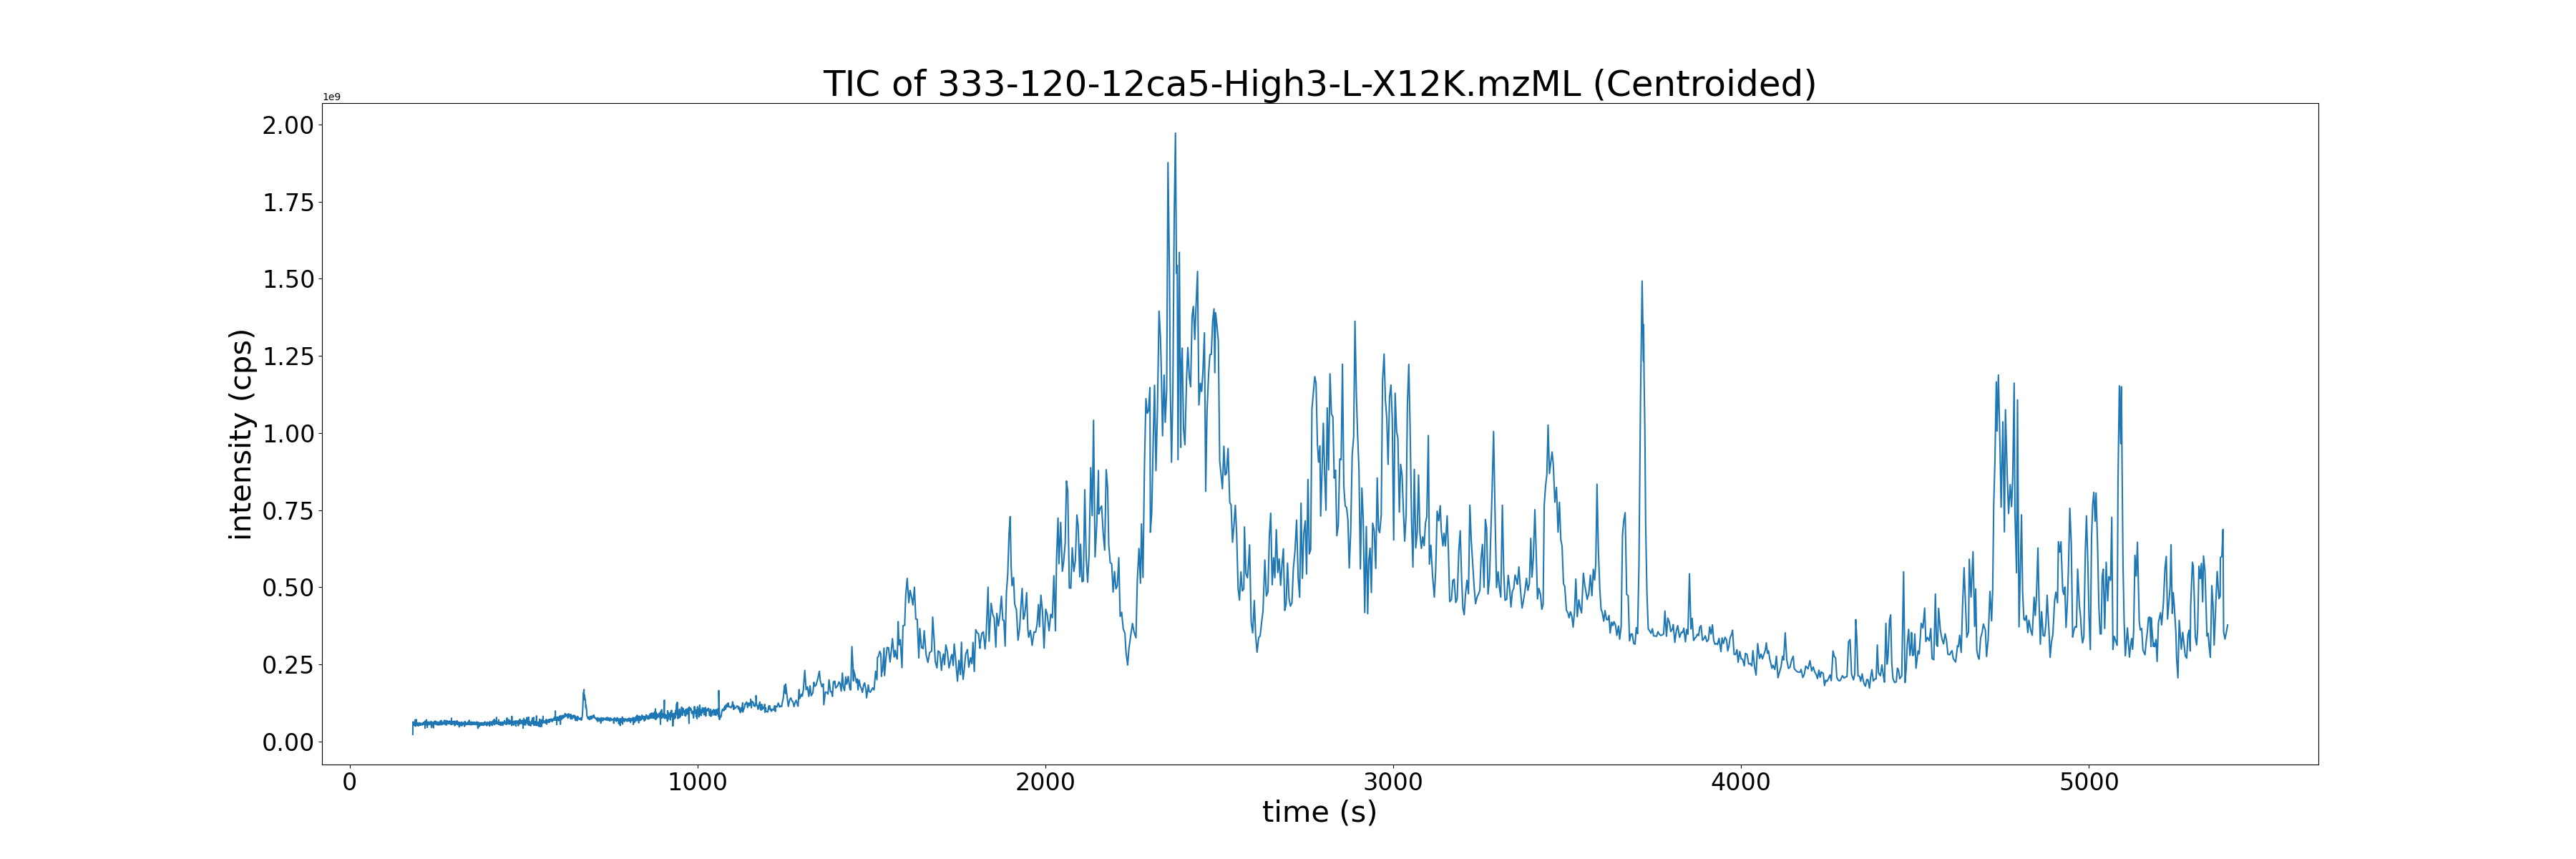 TIC of 333-120-12ca5-High3-L-X12K.mzML (Centroided)
1e9
2.00
1.75
1.50
1.25
1.00
0.75
0.50
0.25
0.00
intensity (cps)
0 1000 2000 3000 4000 5000
time (s)